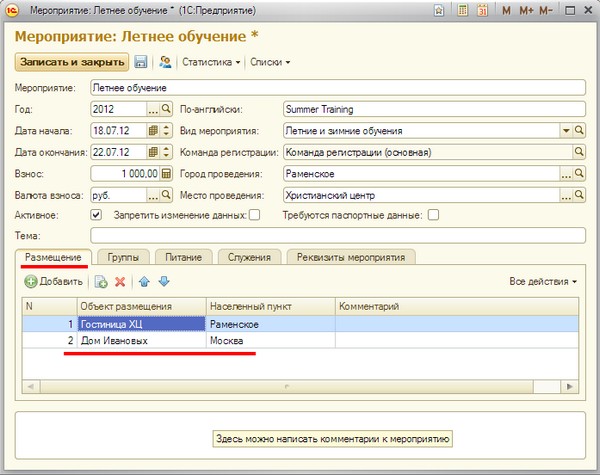 Мероприятие: Летнее обучение * (1С:Предприятие)
M M+ M-
Мероприятие: Летнее обучение *
Записать и закрыть Статистика Списки
Мероприятие: Летнее обучение
Год: 2012 ... По-английски: Summer Training
Дата начала: 18.07.12 Вид мероприятия: Летние и зимние обучения
Дата окончания: 22.07.12 Команда регистрации: Команда регистрации (основная)
Взнос: 1 000,00 Город проведения: Раменское ...
Валюта взноса: руб. ... Место проведения: Христианский центр ...
Активное: Запретить изменение данных: Требуются паспортные данные:
Тема:
Размещение Группы Питание Служения Реквизиты мероприятия
Добавить Все действия
N Объект размещения Населенный пункт Комментарий
1 Гостиница ХЦ Раменское
2 Дом Ивановых Москва
Здесь можно написать комментарии к мероприятию